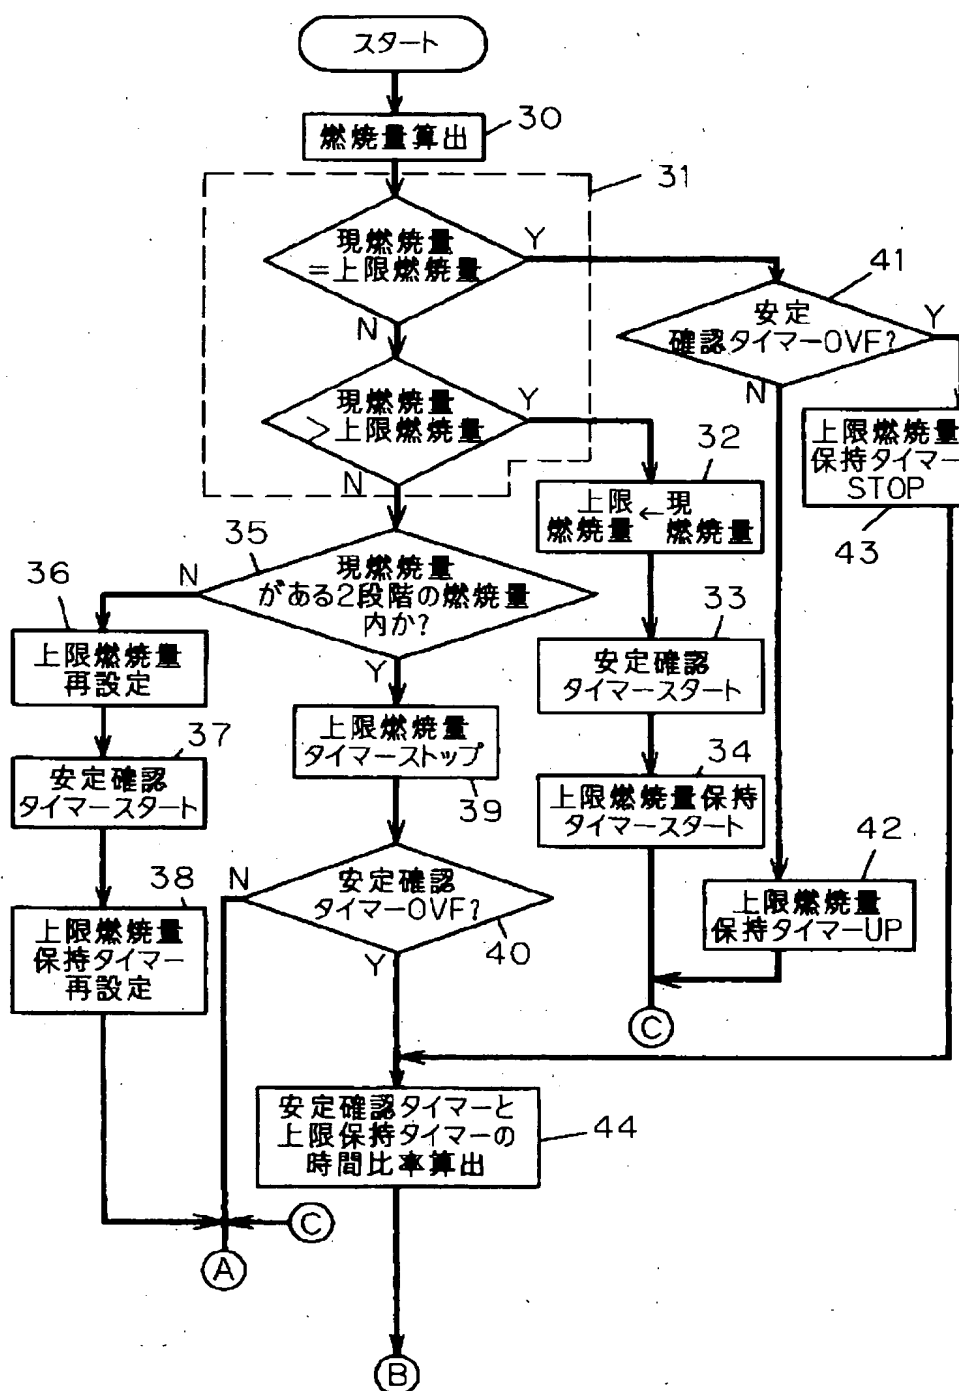 スタート
30
燃焼量算出
31
現燃焼量
=上限燃焼量
Y
N
41
安定
確認タイマーOVF?
Y
N
現燃焼量
>上限燃焼量
Y
N
上限燃焼量
保持タイマー
STOP
43
32
上限←現
燃焼量 燃焼量
35
現燃焼量
がある2段階の燃焼量
内か?
N
Y
36
上限燃焼量
再設定
33
安定確認
タイマースタート
37
安定確認
タイマースタート
上限燃焼量
タイマーストップ
39
34
上限燃焼量保持
タイマースタート
38
上限燃焼量
保持タイマー
再設定
N
安定確認
タイマーOVF?
40
Y
42
上限燃焼量
保持タイマーUP
C
安定確認タイマーと
上限保持タイマーの
時間比率算出
44
C
A
B